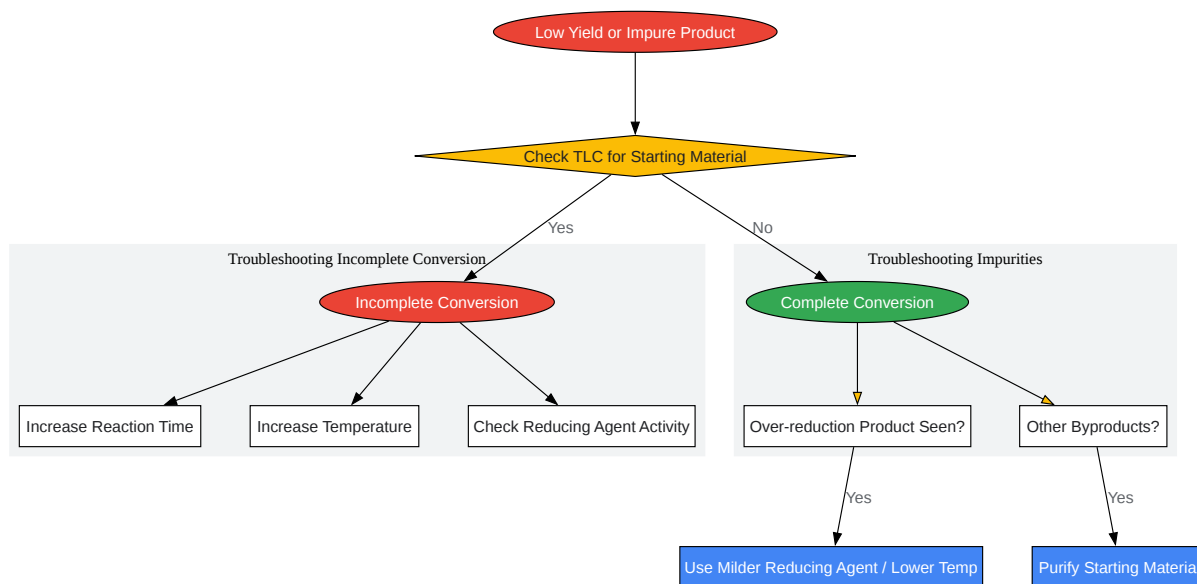 Low Yield or Impure Product
Check TLC for Starting Material
Yes
No
Troubleshooting Incomplete Conversion
Troubleshooting Impurities
Incomplete Conversion
Complete Conversion
Increase Reaction Time
Increase Temperature
Check Reducing Agent Activity
Over-reduction Product Seen?
Other Byproducts?
Yes
Yes
Use Milder Reducing Agent / Lower Temp
Purify Starting Material